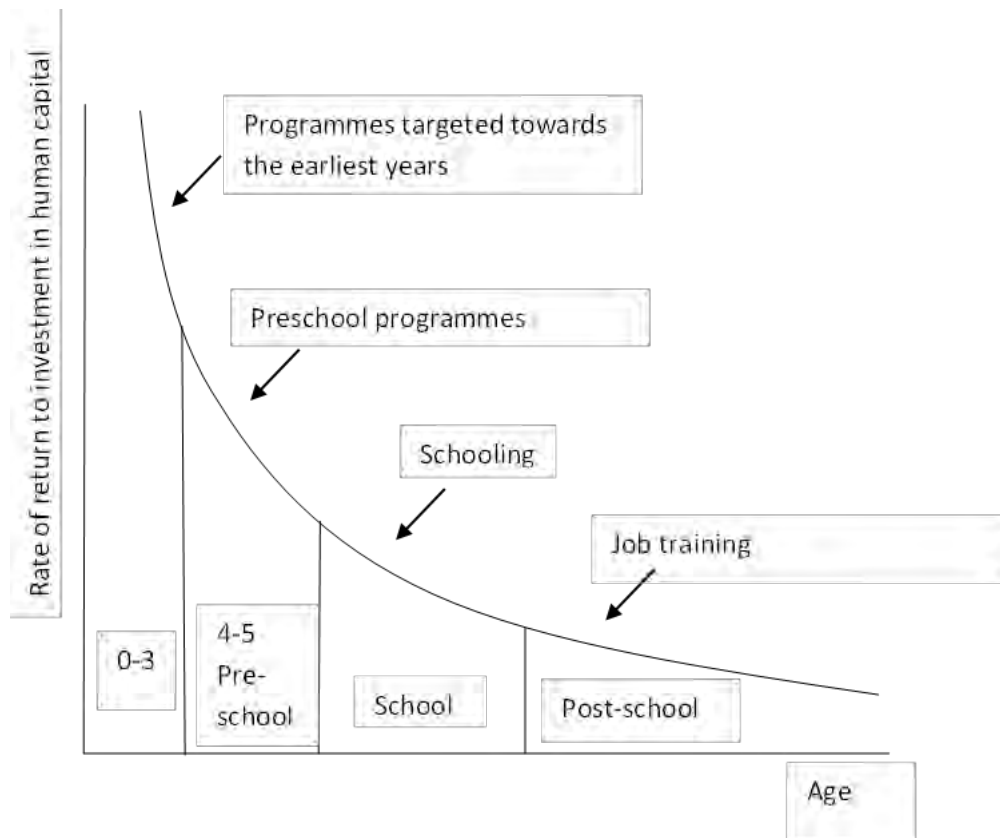 Rate of return to investment in human capital
Programmes targeted towards
the earliest years
Preschool programmes
Schooling
Job training
0-3
4-5
Pre-
school
School
Post-school
Age